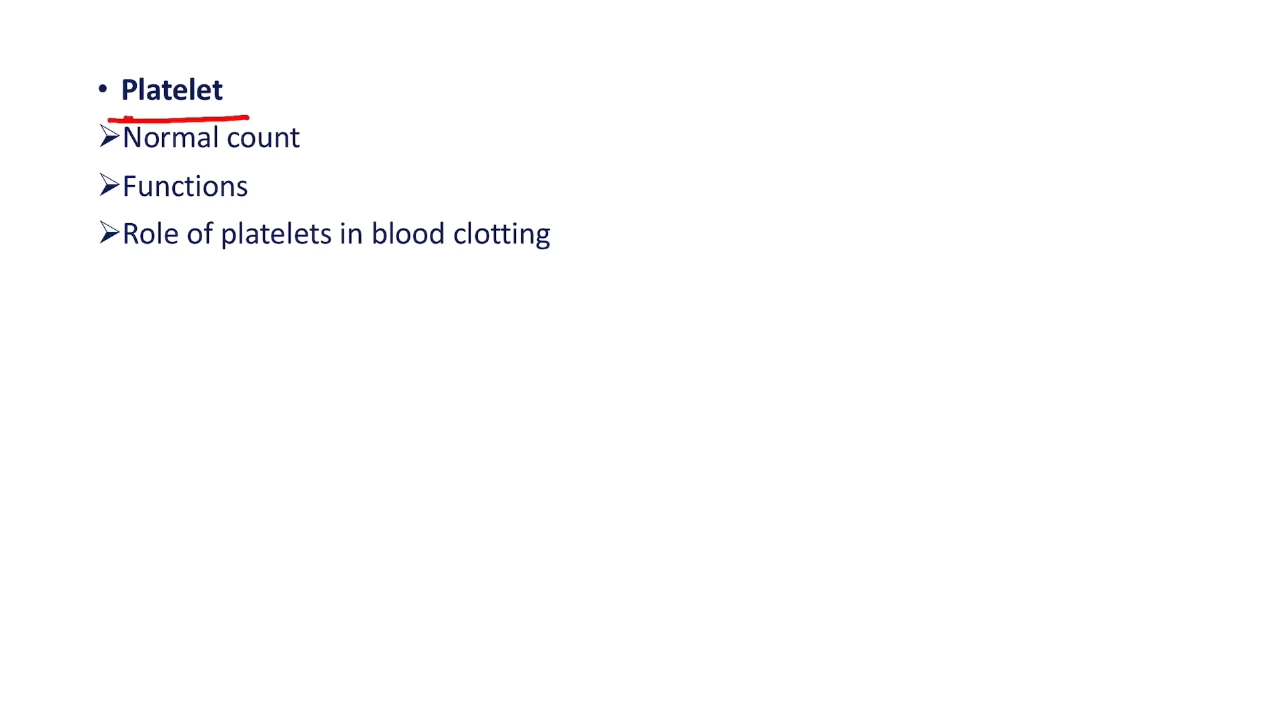 • Platelet
➢Normal count
➢Functions
➢Role of platelets in blood clotting